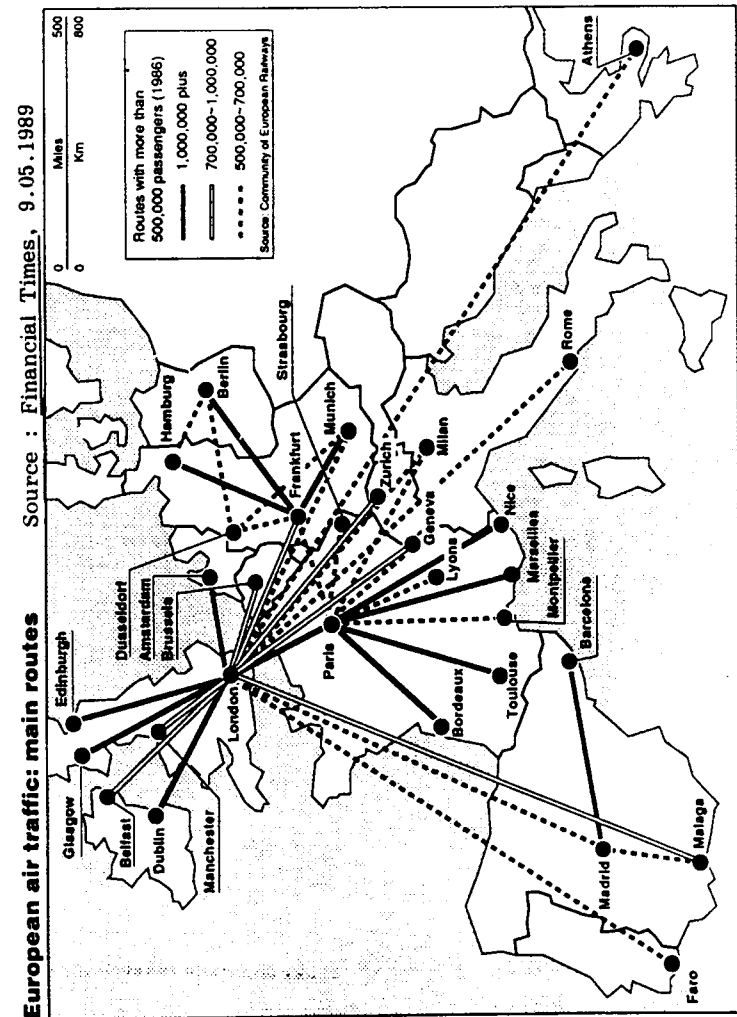 Source : Financial Times, 9.05.1989
European air traffic: main routes
0 Miles 500
0 Km 800
Routes with more than
500,000 passengers (1986)
1,000,000 plus
700,000–1,000,000
500,000–700,000
Source: Community of European Railways
Edinburgh
Glasgow
Belfast
Dublin
Manchester
London
Dusseldorf
Amsterdam
Brussels
Hamburg
Berlin
Frankfurt
Strasbourg
Munich
Zurich
Milan
Geneva
Paris
Lyons
Nice
Marseilles
Montpelier
Toulouse
Bordeaux
Barcelona
Madrid
Malaga
Faro
Rome
Athens